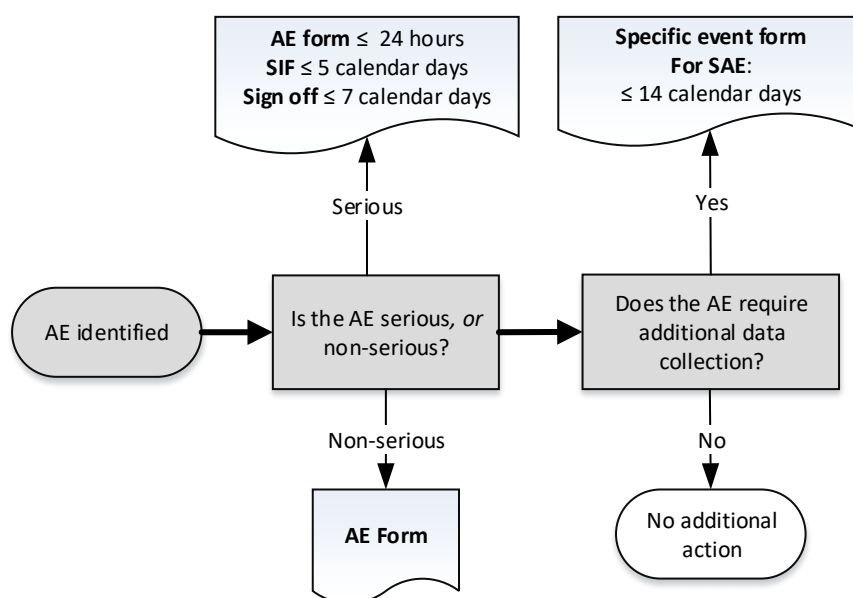 AE form ≤ 24 hours
SIF ≤ 5 calendar days
Sign off ≤ 7 calendar days
Specific event form
For SAE:
≤ 14 calendar days
Serious
Yes
AE identified
Is the AE serious, or
non-serious?
Does the AE require
additional data
collection?
Non-serious
No
AE Form
No additional
action